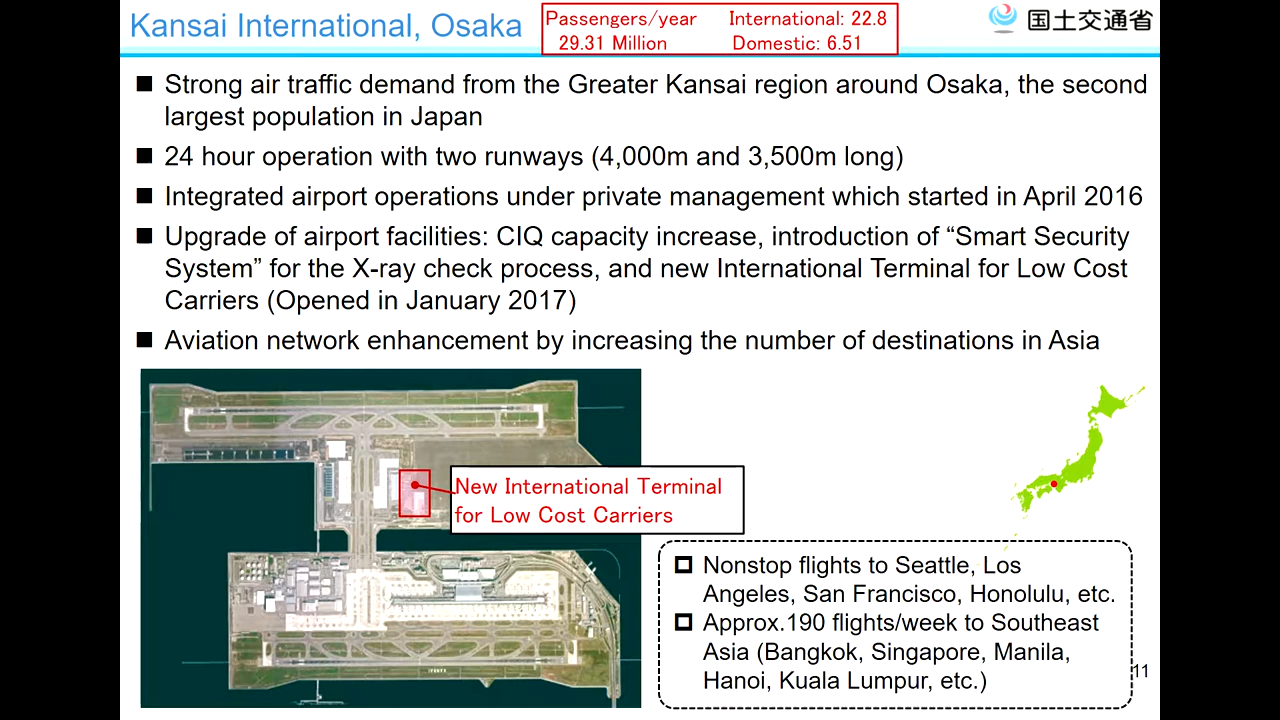 Kansai International, Osaka
Passengers/year International: 22.8
29.31 Million Domestic: 6.51
国土交通省
■ Strong air traffic demand from the Greater Kansai region around Osaka, the second
largest population in Japan
■ 24 hour operation with two runways (4,000m and 3,500m long)
■ Integrated airport operations under private management which started in April 2016
■ Upgrade of airport facilities: CIQ capacity increase, introduction of “Smart Security
System” for the X-ray check process, and new International Terminal for Low Cost
Carriers (Opened in January 2017)
■ Aviation network enhancement by increasing the number of destinations in Asia
New International Terminal
for Low Cost Carriers
Nonstop flights to Seattle, Los
Angeles, San Francisco, Honolulu, etc.
Approx.190 flights/week to Southeast
Asia (Bangkok, Singapore, Manila,
Hanoi, Kuala Lumpur, etc.)
11